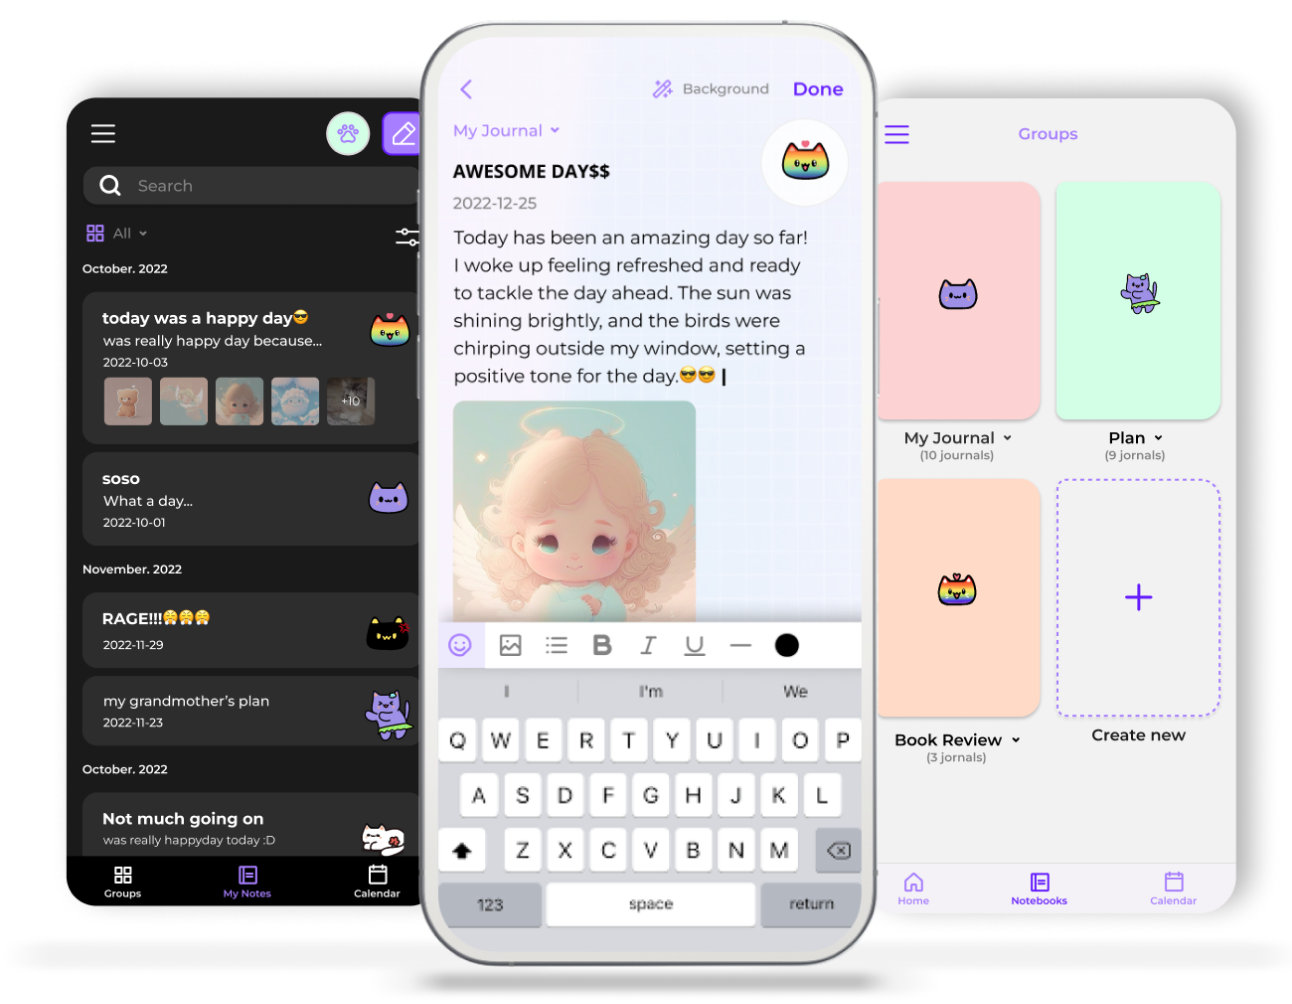 Search
All
October. 2022
today was a happy day😎
was really happy day because...
2022-10-03
+10
soso
What a day...
2022-10-01
November. 2022
RAGE!!!😤😤😤
2022-11-29
my grandmother's plan
2022-11-23
October. 2022
Not much going on
was really happyday today :D
Groups
My Notes
Calendar
Background
Done
My Journal
AWESOME DAY$$
2022-12-25
Today has been an amazing day so far!
I woke up feeling refreshed and ready
to tackle the day ahead. The sun was
shining brightly, and the birds were
chirping outside my window, setting a
positive tone for the day.😎😎
B I U
I I'm We
Q W E R T Y U I O P
A S D F G H J K L
Z X C V B N M
123 space return
Groups
My Journal
(10 journals)
Plan
(9 jornals)
Book Review
(3 jornals)
Create new
Home
Notebooks
Calendar